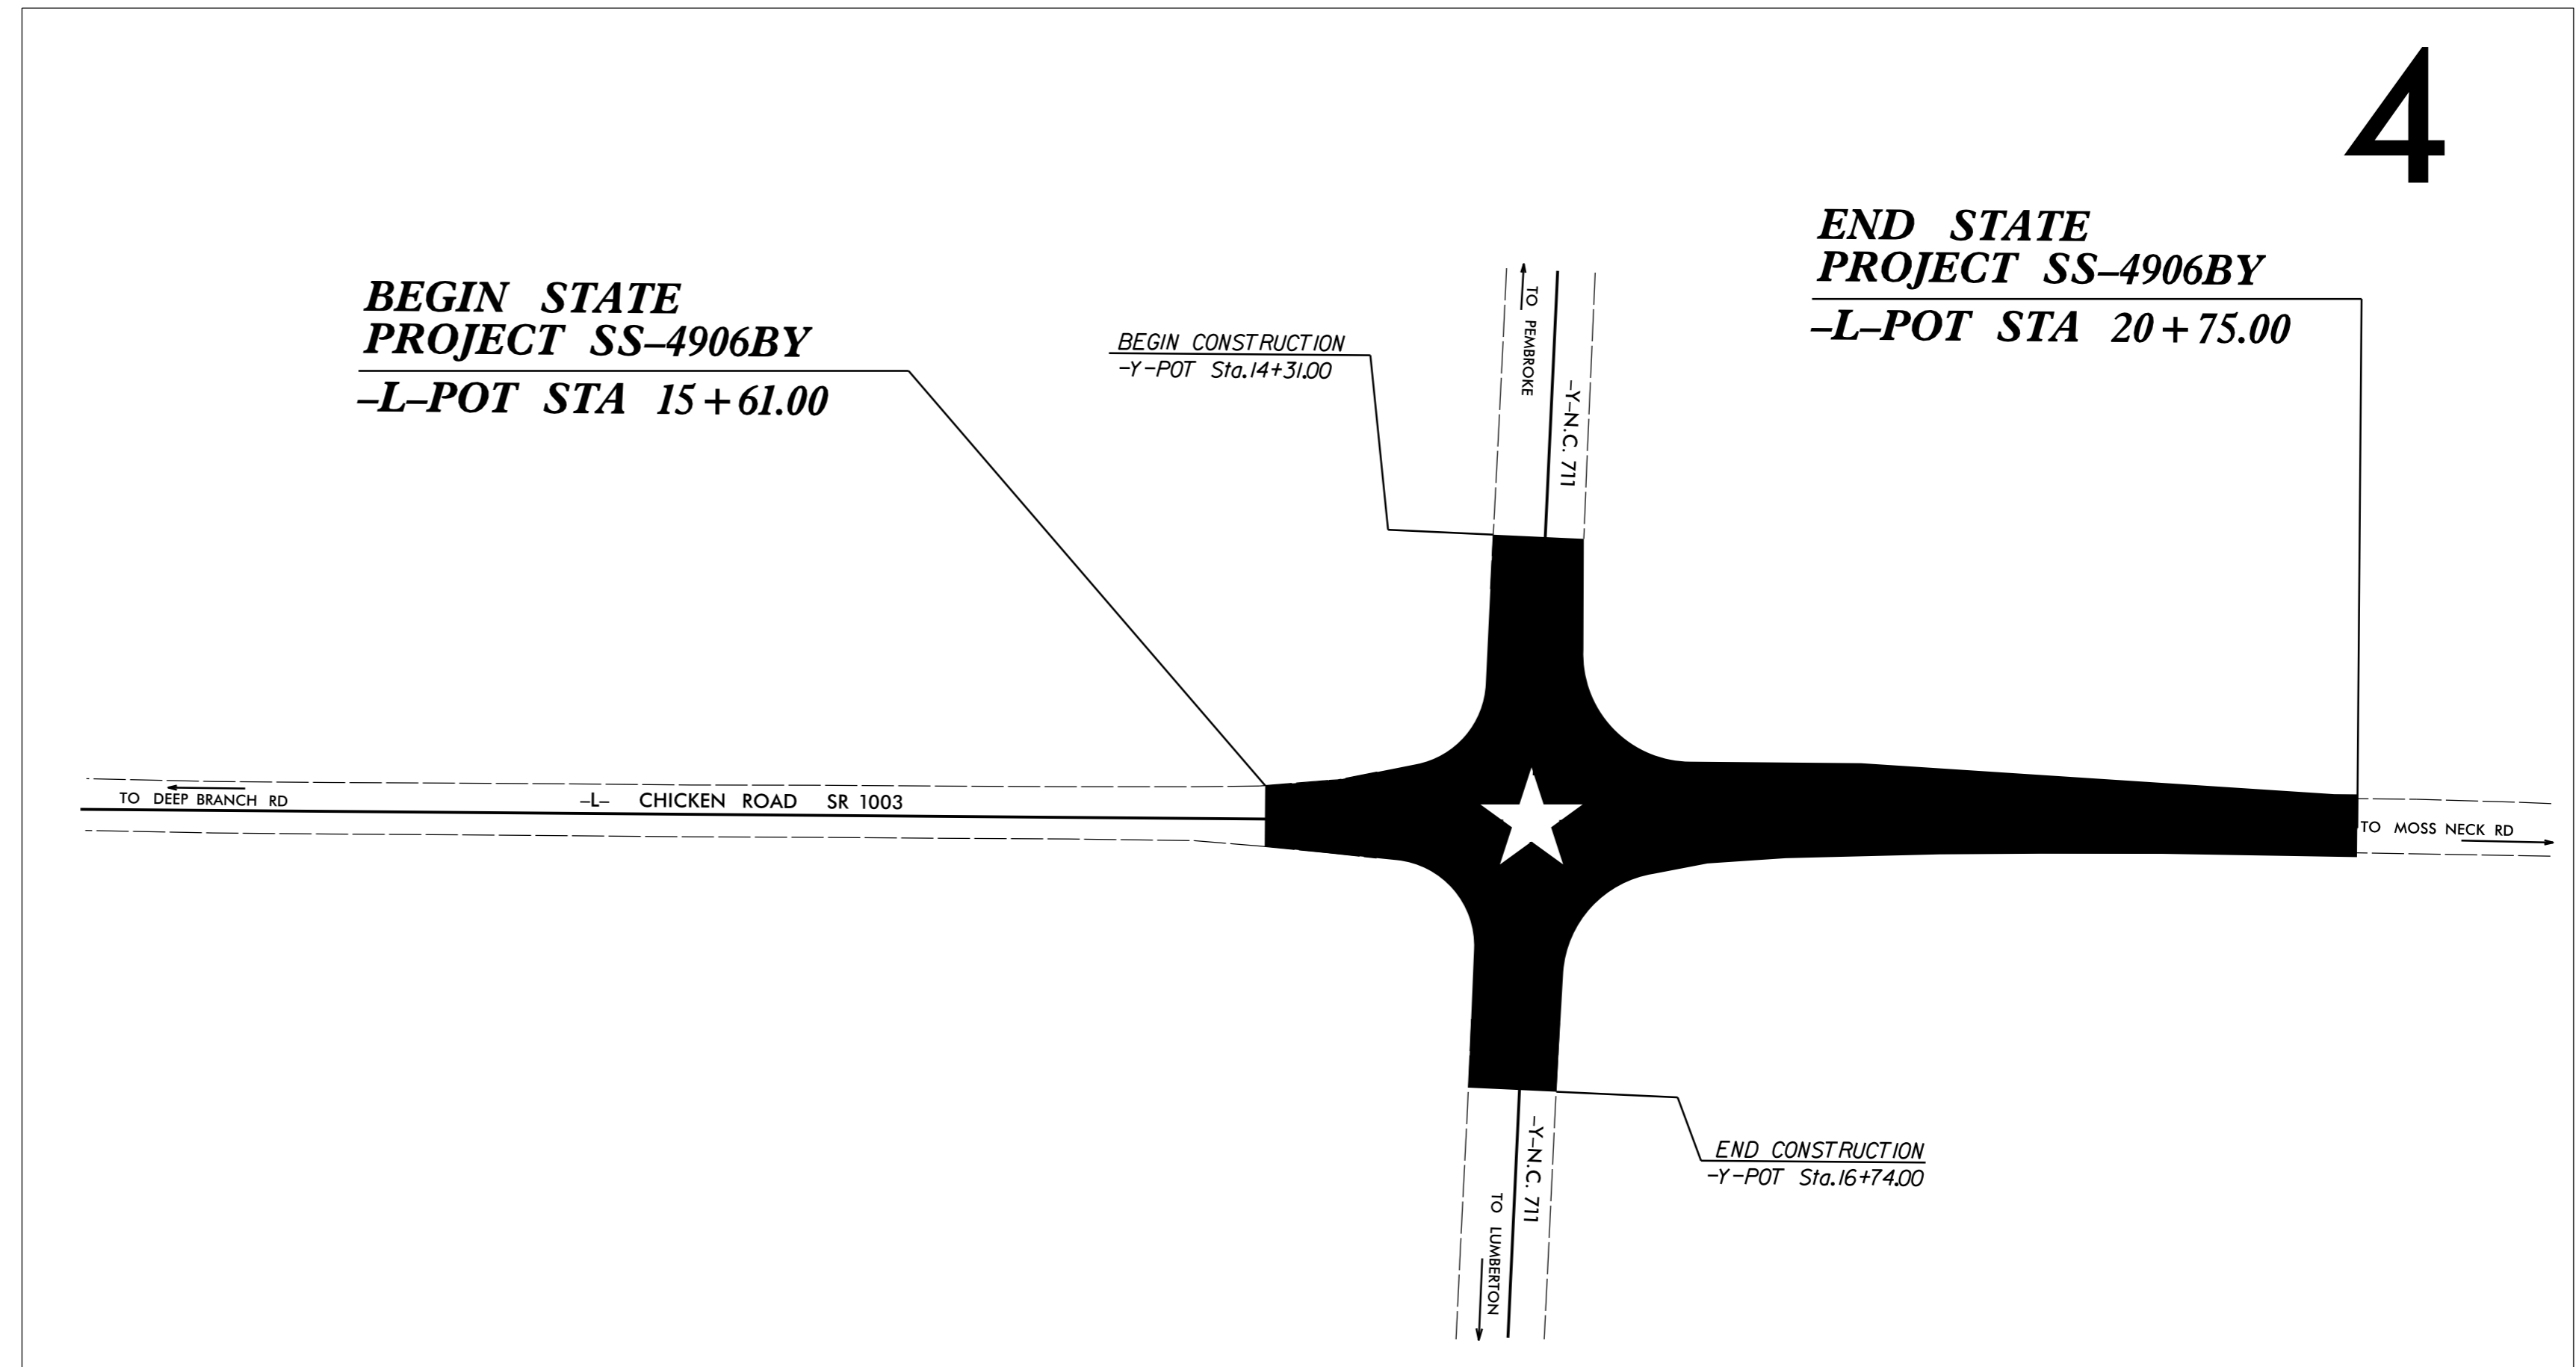 4
END STATE
PROJECT SS–4906BY
–L–POT STA 20+75.00
BEGIN STATE
PROJECT SS–4906BY
–L–POT STA 15+61.00
BEGIN CONSTRUCTION
-Y-POT Sta.14+31.00
TO PEMBROKE
-Y-N.C. 711
TO DEEP BRANCH RD
–L– CHICKEN ROAD SR 1003
TO MOSS NECK RD
END CONSTRUCTION
-Y-POT Sta.16+74.00
-Y-N.C. 711
TO LUMBERTON